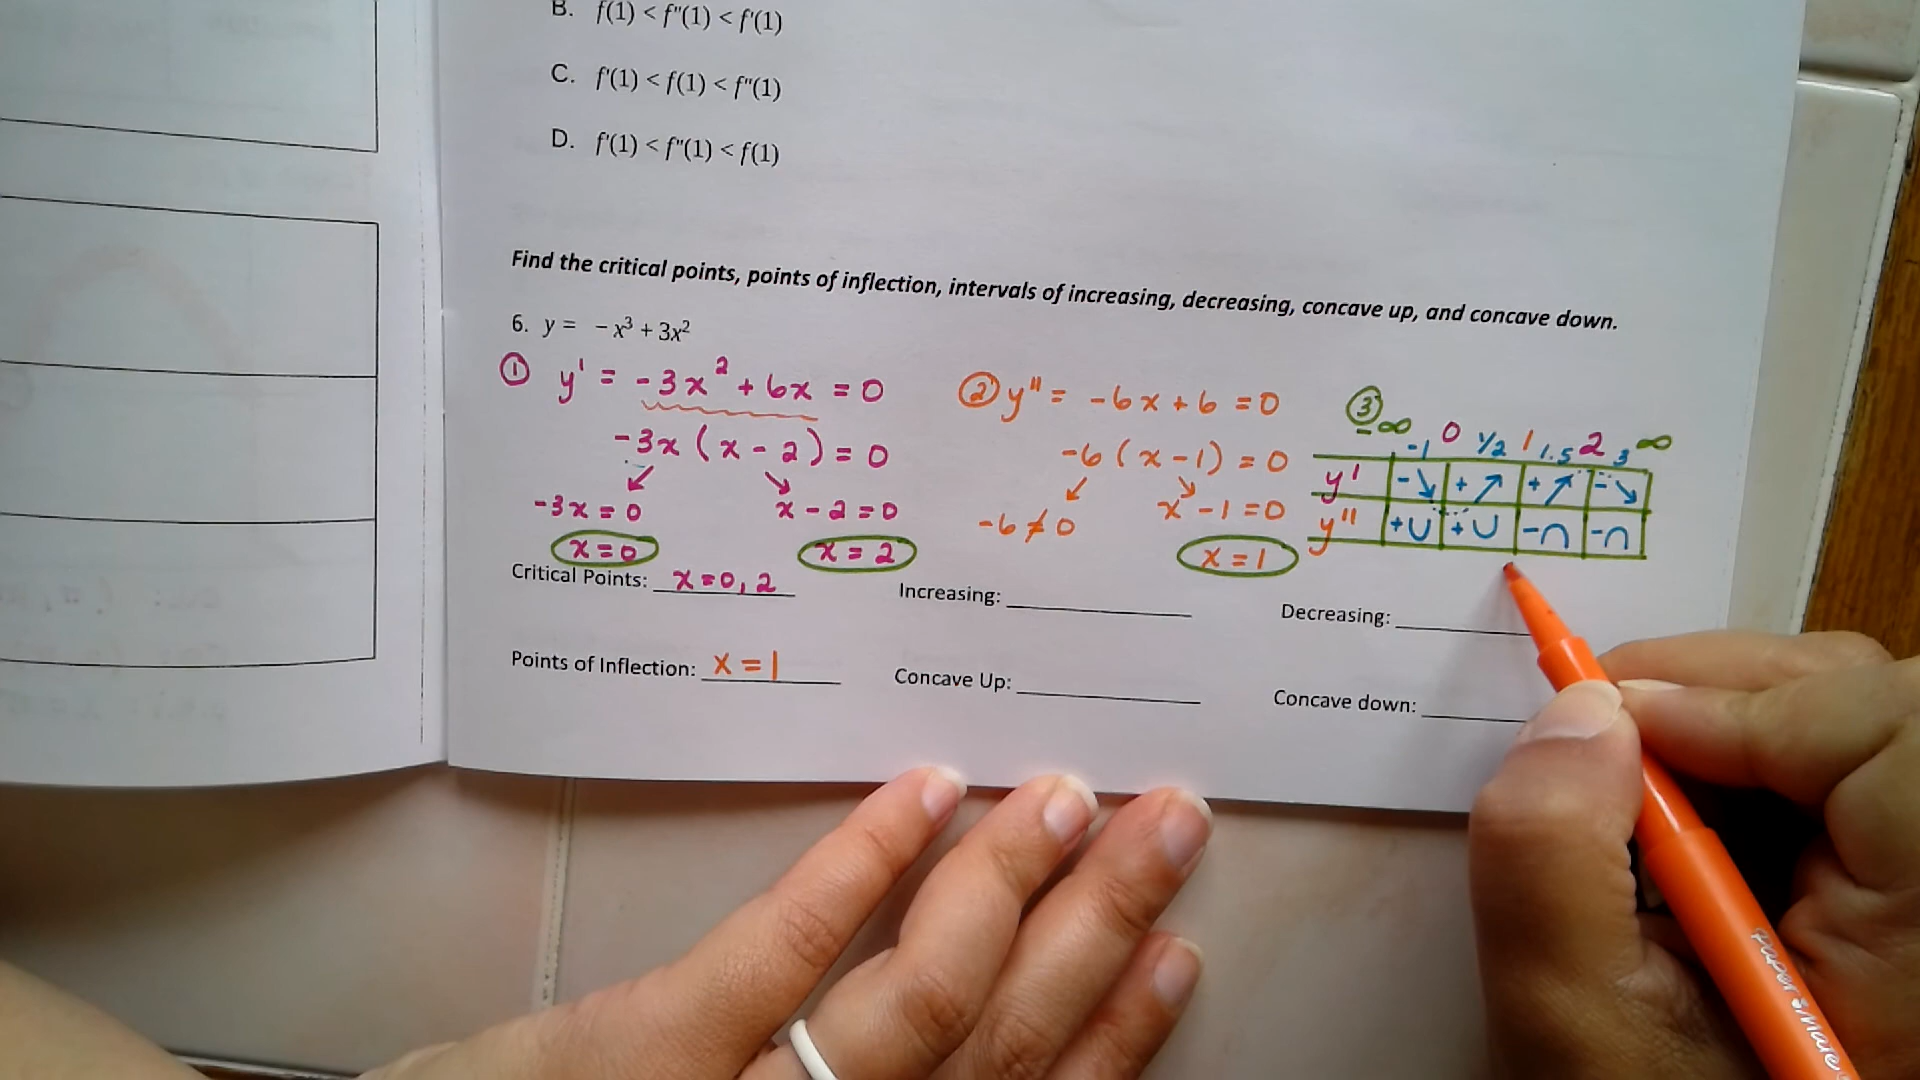 B. f(1) < f"(1) < f'(1)
C. f'(1) < f(1) < f"(1)
D. f'(1) < f"(1) < f(1)
Find the critical points, points of inflection, intervals of increasing, decreasing, concave up, and concave down.
6. y = - x³ + 3x²
① y' = -3x² + 6x = 0
-3x (x - 2) = 0
-3x = 0 x - 2 = 0
x = 0 x = 2
② y" = -6x + 6 = 0
-6 (x - 1) = 0
-6 ≠ 0 x - 1 = 0
x = 1
③
-∞ -1 0 1/2 1 1.5 2 3 ∞
y' - ↘ + ↗ + ↗ - ↘
y" + ∪ + ∪ - ∩ - ∩
Critical Points: x = 0, 2 Increasing: Decreasing:
Points of Inflection: x = 1 Concave Up: Concave down:
paper mate